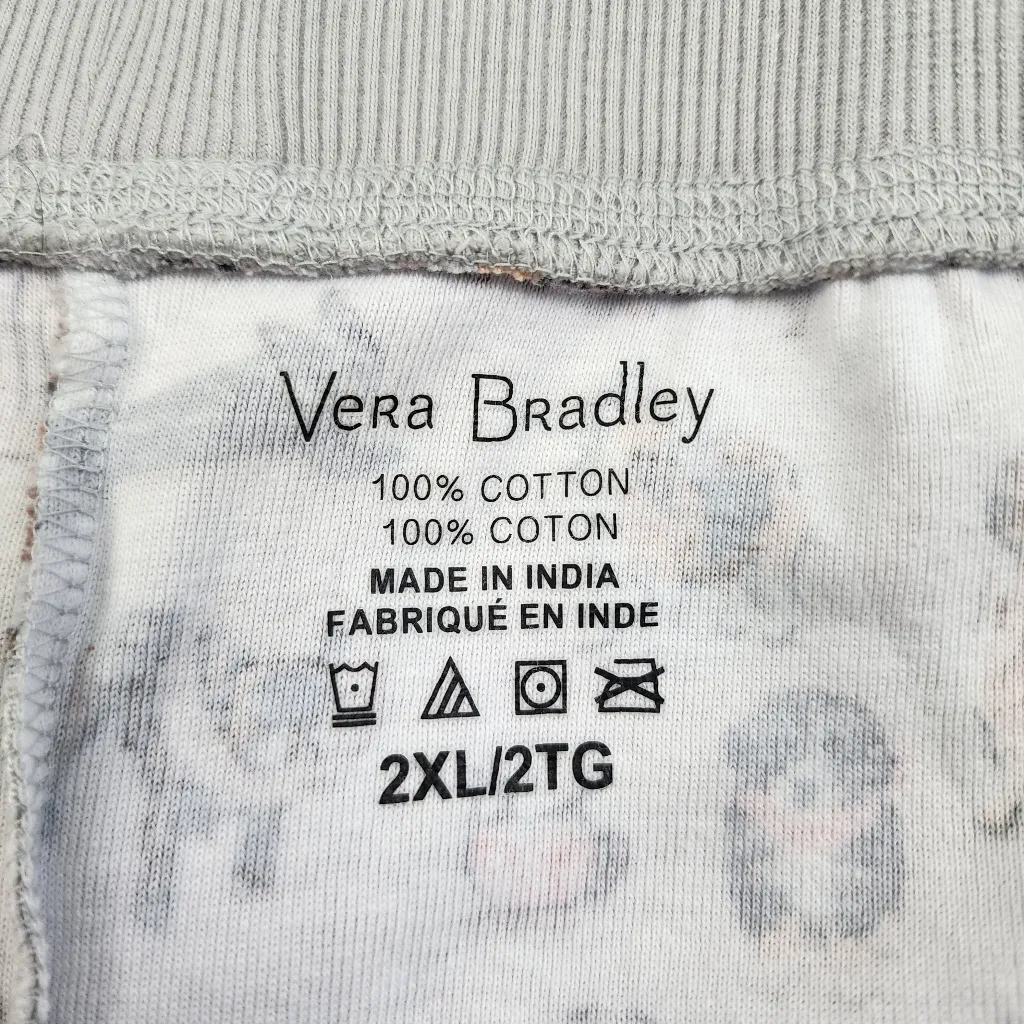 Vera Bradley
100% COTTON
100% COTON
MADE IN INDIA
FABRIQUÉ EN INDE
2XL/2TG